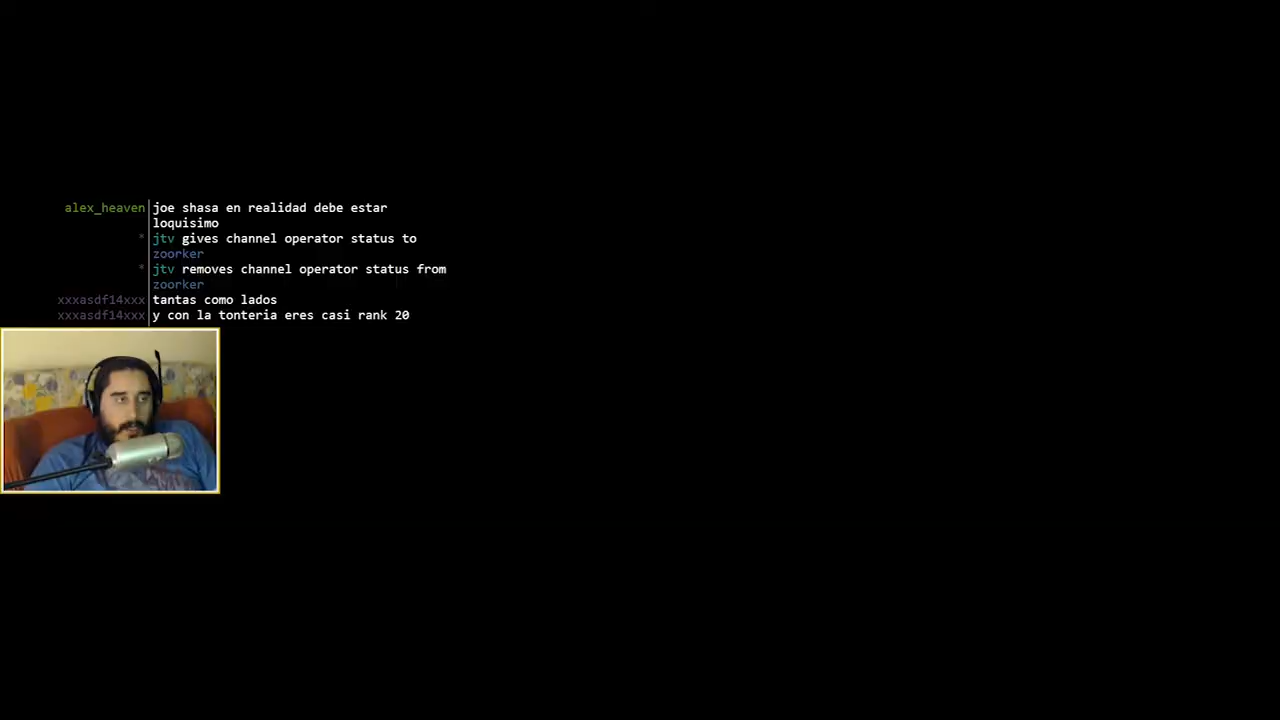 alex_heaven joe shasa en realidad debe estar
loquisimo
* jtv gives channel operator status to
zoorker
* jtv removes channel operator status from
zoorker
xxxasdf14xxx tantas como lados
xxxasdf14xxx y con la tonteria eres casi rank 20